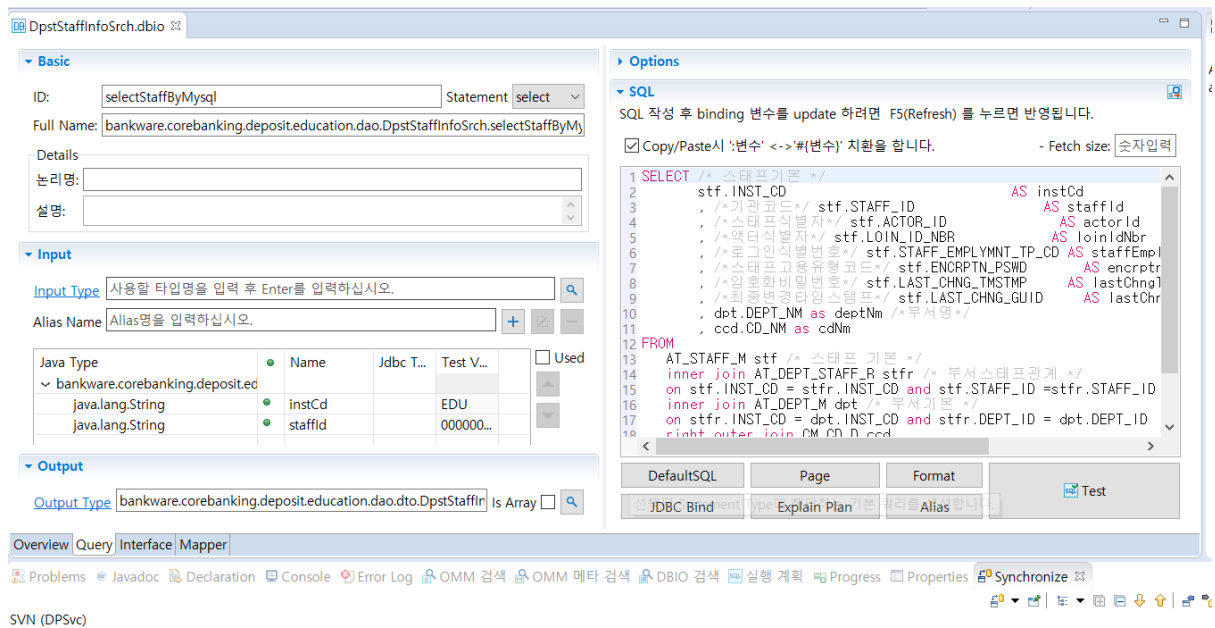 DpstStaffInfoSrch.dbio
Basic
ID: selectStaffByMysql Statement select
Full Name: bankware.corebanking.deposit.education.dao.DpstStaffInfoSrch.selectStaffByMy
Details
논리명:
설명:
Input
Input Type 사용할 타입명을 입력 후 Enter를 입력하십시오.
Alias Name Alias명을 입력하십시오.
Java Type Name Jdbc T... Test V... Used
bankware.corebanking.deposit.ed
java.lang.String instCd EDU
java.lang.String staffId 000000...
Output
Output Type bankware.corebanking.deposit.education.dao.dto.DpstStaffIn Is Array
Options
SQL
SQL 작성 후 binding 변수를 update 하려면 F5(Refresh) 를 누르면 반영됩니다.
Copy/Paste시 ':변수' <->'#{변수}' 치환을 합니다. - Fetch size: 숫자입력
1 SELECT /* 스태프기본 */
2 stf.INST_CD AS instCd
3 , /*기관코드*/ stf.STAFF_ID AS staffId
4 , /*스태프식별자*/ stf.ACTOR_ID AS actorId
5 , /*액터식별자*/ stf.LOIN_ID_NBR AS loinIdNbr
6 , /*로그인식별번호*/ stf.STAFF_EMPLYMNT_TP_CD AS staffEmpl
7 , /*스태프고용유형코드*/ stf.ENCRPTN_PSWD AS encrptn
8 , /*암호화비밀번호*/ stf.LAST_CHNG_TMSTMP AS lastChngT
9 , /*최종변경타임스탬프*/ stf.LAST_CHNG_GUID AS lastChn
10 , dpt.DEPT_NM as deptNm /*부서명*/
11 , ccd.CD_NM as cdNm
12 FROM
13 AT_STAFF_M stf /* 스태프 기본 */
14 inner join AT_DEPT_STAFF_R stfr /* 부서스태프관계 */
15 on stf.INST_CD = stfr.INST_CD and stf.STAFF_ID =stfr.STAFF_ID
16 inner join AT_DEPT_M dpt /* 부서기본 */
17 on stfr.INST_CD = dpt.INST_CD and stfr.DEPT_ID = dpt.DEPT_ID
18 right outer join CM_CD_D ccd
DefaultSQL Page Format
Test
JDBC Bind Explain Plan Alias
Overview Query Interface Mapper
Problems Javadoc Declaration Console Error Log OMM 검색 OMM 메타 검색 DBIO 검색 실행 계획 Progress Properties Synchronize
SVN (DPSvc)